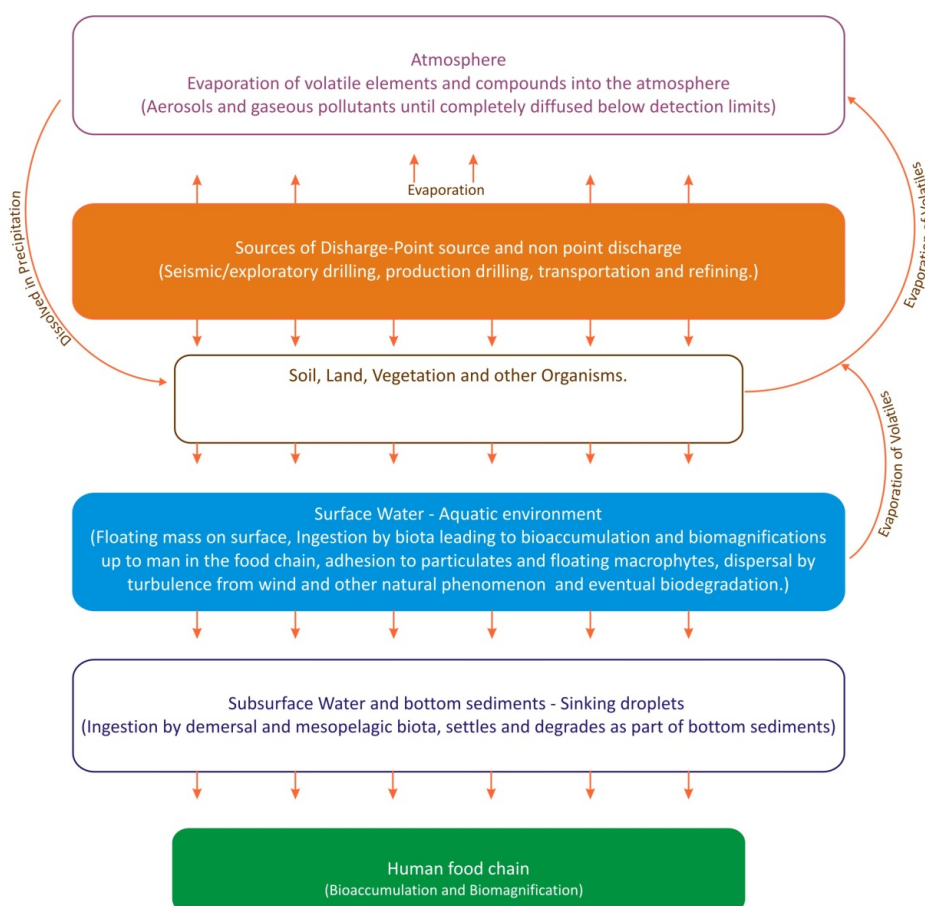 Atmosphere
Evaporation of volatile elements and compounds into the atmosphere
(Aerosols and gaseous pollutants until completely diffused below detection limits)
Evaporation
Dissolved in Precipitation
Evaporation of Volatiles
Sources of Disharge-Point source and non point discharge
(Seismic/exploratory drilling, production drilling, transportation and refining.)
Soil, Land, Vegetation and other Organisms.
Evaporation of Volatiles
Surface Water - Aquatic environment
(Floating mass on surface, Ingestion by biota leading to bioaccumulation and biomagnifications
up to man in the food chain, adhesion to particulates and floating macrophytes, dispersal by
turbulence from wind and other natural phenomenon and eventual biodegradation.)
Subsurface Water and bottom sediments - Sinking droplets
(Ingestion by demersal and mesopelagic biota, settles and degrades as part of bottom sediments)
Human food chain
(Bioaccumulation and Biomagnification)